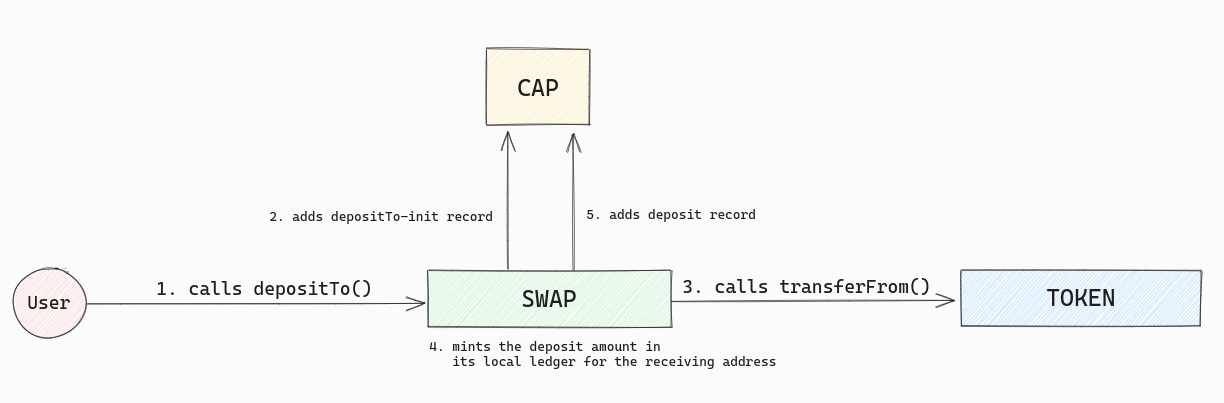 CAP
2. adds depositTo-init record
5. adds deposit record
User
1. calls depositTo()
SWAP
3. calls transferFrom()
TOKEN
4. mints the deposit amount in
its local ledger for the receiving address